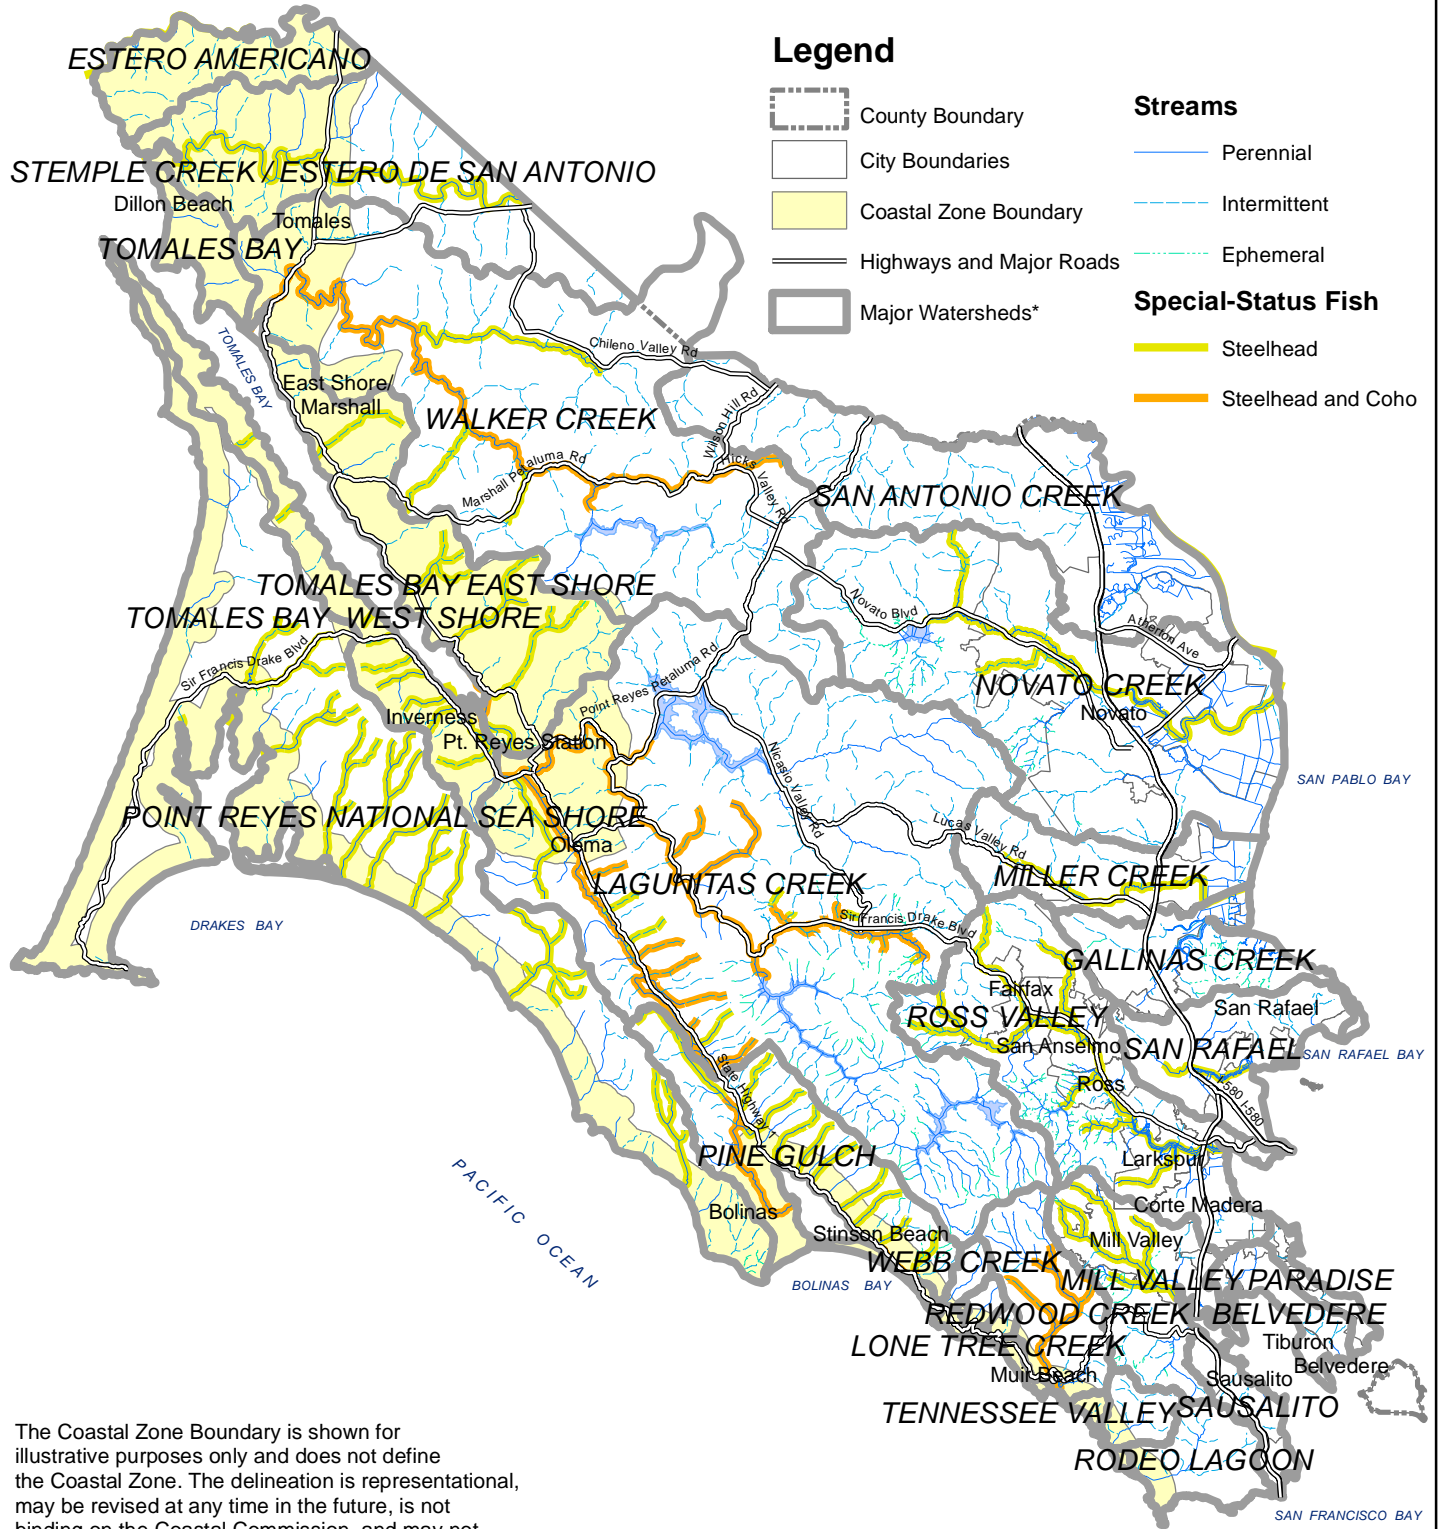 Legend
County Boundary
City Boundaries
Coastal Zone Boundary
Highways and Major Roads
Major Watersheds*
Streams
Perennial
Intermittent
Ephemeral
Special-Status Fish
Steelhead
Steelhead and Coho
ESTERO AMERICANO
STEMPLE CREEK / ESTERO DE SAN ANTONIO
Dillon Beach
Tomales
TOMALES BAY
TOMALES BAY
Chileno Valley Rd
East Shore/
Marshall
WALKER CREEK
Wilson Hill Rd
Marshall Petaluma Rd
Hicks Valley Rd
SAN ANTONIO CREEK
TOMALES BAY EAST SHORE
TOMALES BAY WEST SHORE
Novato Blvd
Atherton Ave
Sir Francis Drake Blvd
Point Reyes Petaluma Rd
NOVATO CREEK
Novato
Inverness
Pt. Reyes Station
Nicasio Valley Rd
SAN PABLO BAY
POINT REYES NATIONAL SEA SHORE
Olema
Lucas Valley Rd
LAGUNITAS CREEK
MILLER CREEK
DRAKES BAY
Sir Francis Drake Blvd
GALLINAS CREEK
Fairfax
San Rafael
ROSS VALLEY
San Anselmo
SAN RAFAEL
SAN RAFAEL BAY
State Highway 1
Ross
I-580 I-580
PINE GULCH
Larkspur
PACIFIC OCEAN
Bolinas
Corte Madera
Stinson Beach
Mill Valley
WEBB CREEK
BOLINAS BAY
MILL VALLEY
PARADISE
REDWOOD CREEK
BELVEDERE
LONE TREE CREEK
Tiburon
Belvedere
Muir Beach
Sausalito
TENNESSEE VALLEY
SAUSALITO
RODEO LAGOON
SAN FRANCISCO BAY
The Coastal Zone Boundary is shown for
illustrative purposes only and does not define
the Coastal Zone. The delineation is representational,
may be revised at any time in the future, is not
binding on the Coastal Commission, and may not